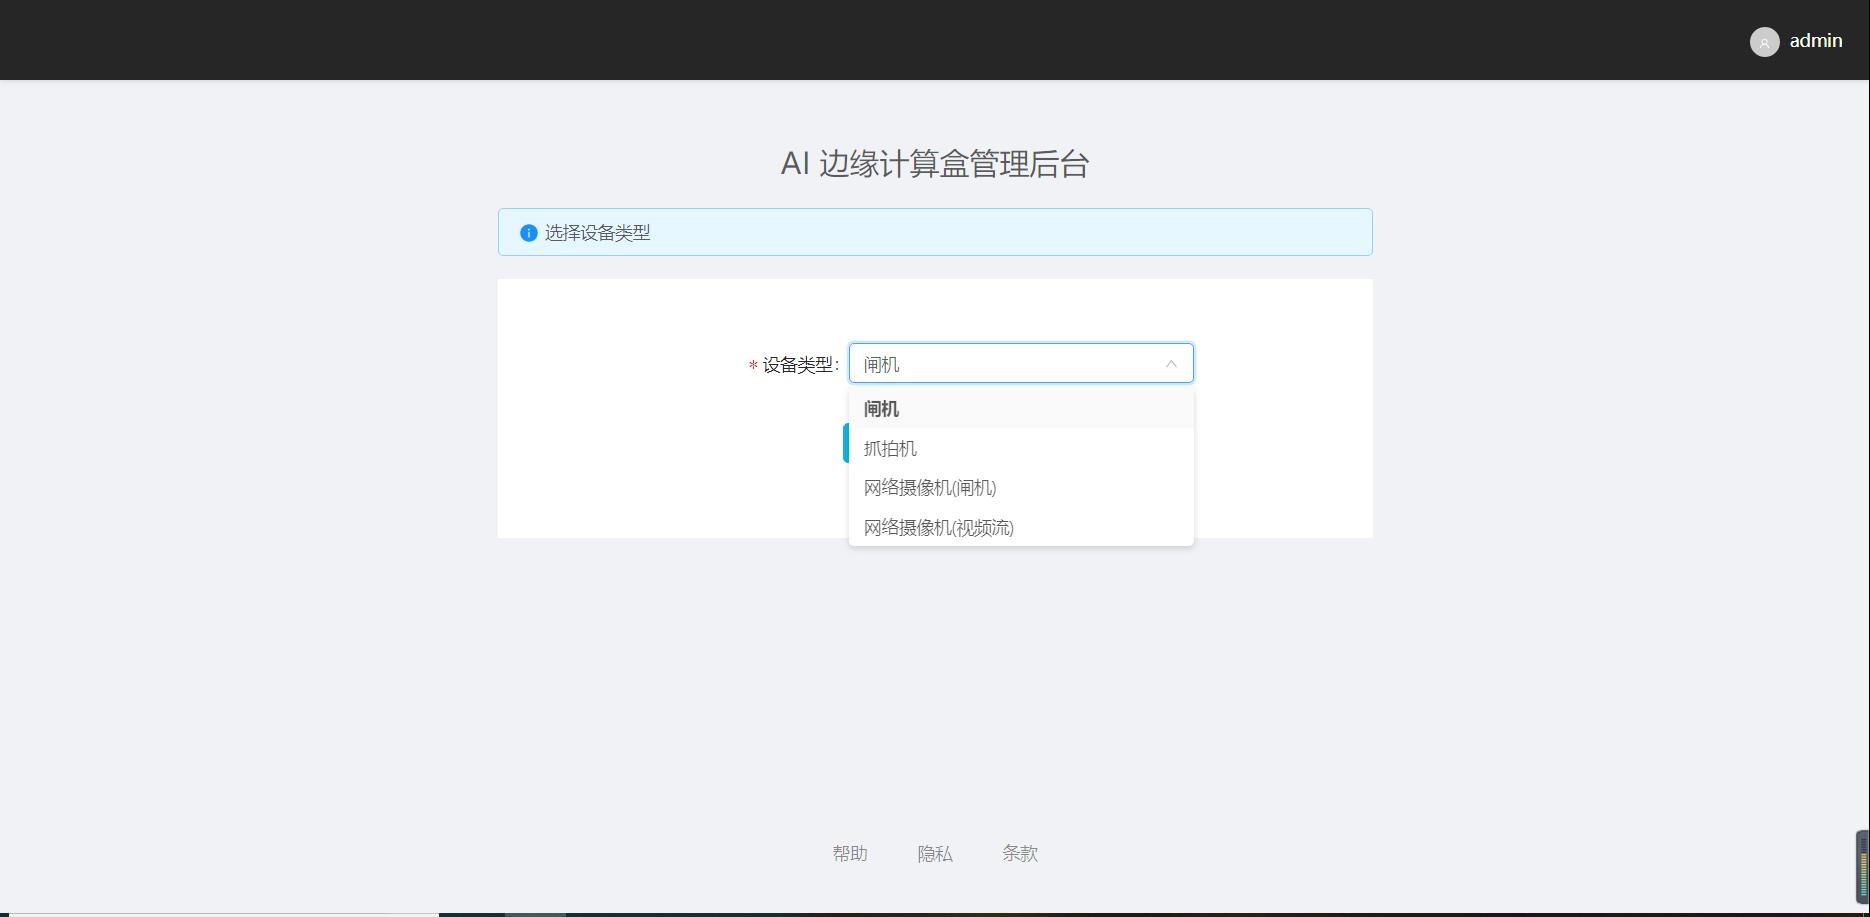 admin
AI 边缘计算盒管理后台
选择设备类型
* 设备类型: 闸机
闸机
抓拍机
网络摄像机(闸机)
网络摄像机(视频流)
帮助 隐私 条款